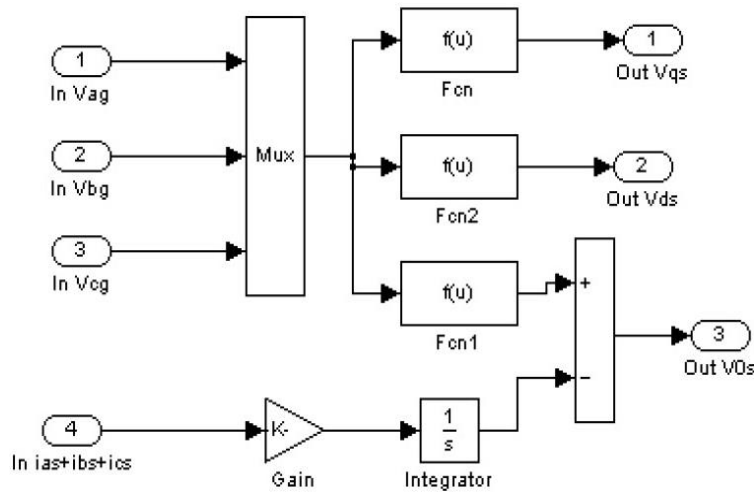 1
In Vag
2
In Vbg
3
In Vcg
Mux
f(u)
Fcn
f(u)
Fcn2
f(u)
Fcn1
1
Out Vqs
2
Out Vds
+
−
3
Out V0s
4
In ias+ibs+ics
K-
Gain
1
s
Integrator